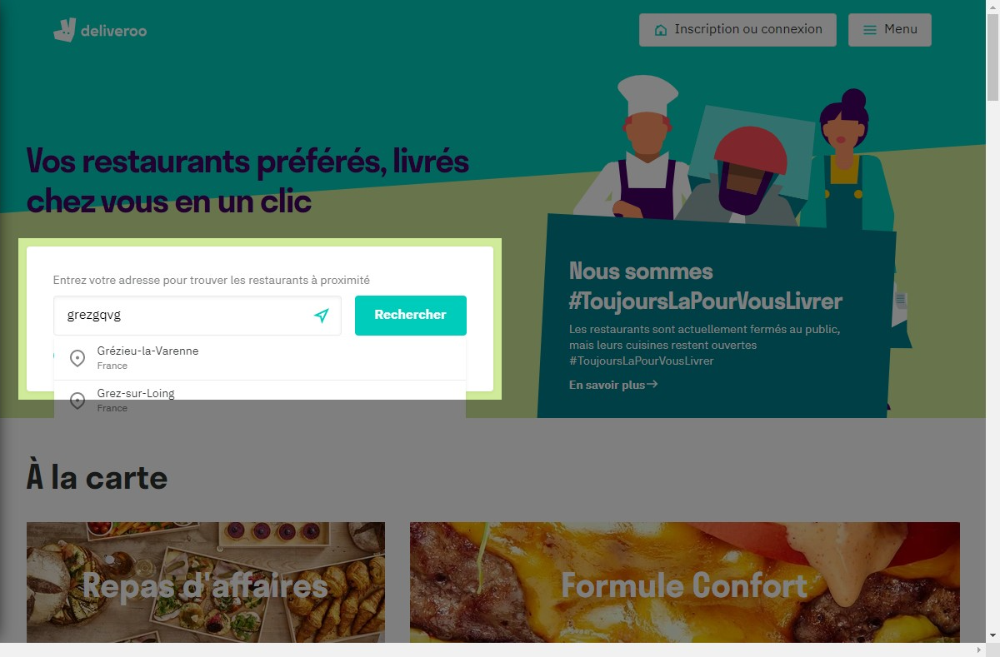 deliveroo
Inscription ou connexion
Menu
Vos restaurants préférés, livrés
chez vous en un clic
Entrez votre adresse pour trouver les restaurants à proximité
grezgqvg
Rechercher
Grézieu-la-Varenne
France
Grez-sur-Loing
France
Nous sommes
#ToujoursLaPourVousLivrer
Les restaurants sont actuellement fermés au public,
mais leurs cuisines restent ouvertes
#ToujoursLaPourVousLivrer
En savoir plus
À la carte
Repas d'affaires
Formule Confort